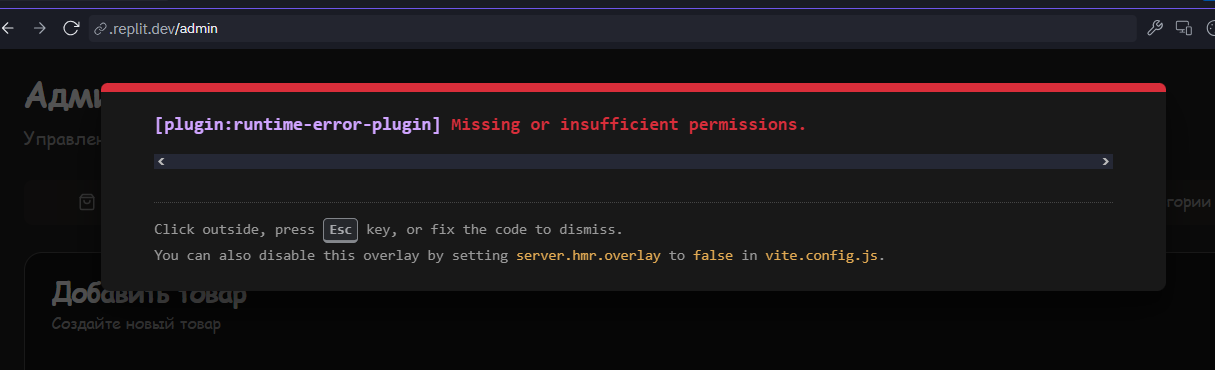 .replit.dev/admin
Адми
[plugin:runtime-error-plugin] Missing or insufficient permissions.
Управлен
гории
Click outside, press Esc key, or fix the code to dismiss.
You can also disable this overlay by setting server.hmr.overlay to false in vite.config.js.
Добавить товар
Создайте новый товар